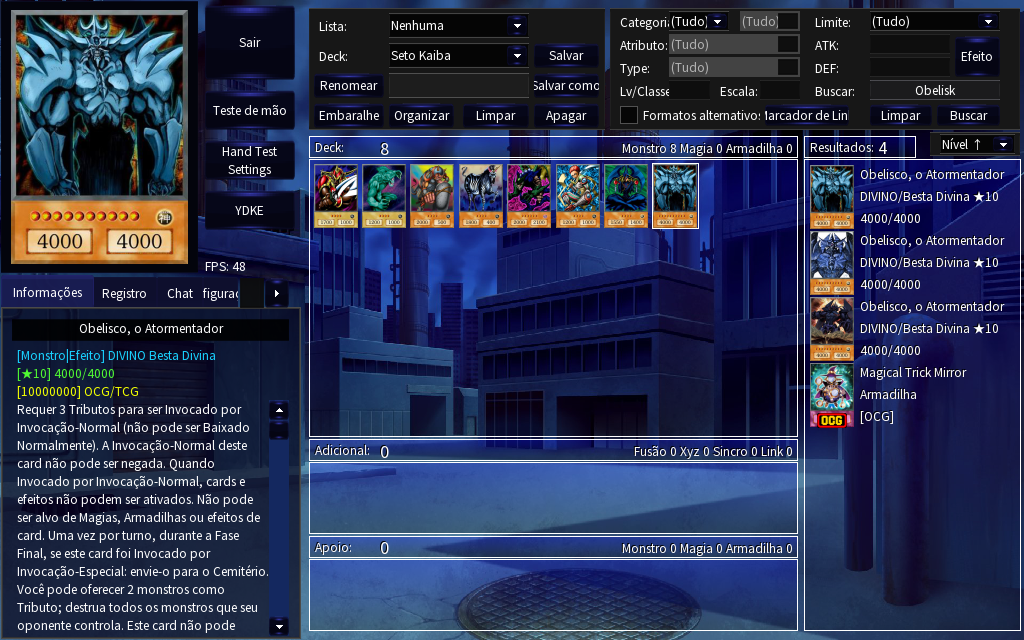 4000 4000
Sair
Teste de mão
Hand Test
Settings
YDKE
FPS: 48
Informações Registro Chat figuraç
Obelisco, o Atormentador
[Monstro|Efeito] DIVINO Besta Divina
[★10] 4000/4000
[10000000] OCG/TCG
Requer 3 Tributos para ser Invocado por
Invocação-Normal (não pode ser Baixado
Normalmente). A Invocação-Normal deste
card não pode ser negada. Quando
Invocado por Invocação-Normal, cards e
efeitos não podem ser ativados. Não pode
ser alvo de Magias, Armadilhas ou efeitos de
card. Uma vez por turno, durante a Fase
Final, se este card foi Invocado por
Invocação-Especial: envie-o para o Cemitério.
Você pode oferecer 2 monstros como
Tributo; destrua todos os monstros que seu
oponente controla. Este card não pode
Lista: Nenhuma
Deck: Seto Kaiba Salvar
Renomear Salvar como
Embaralhe Organizar Limpar Apagar
Categoria (Tudo) (Tudo) Limite: (Tudo)
Atributo: (Tudo) ATK:
Type: (Tudo) DEF:
Efeito
Lv/Classe Escala: Buscar: Obelisk
Formatos alternativos Marcador de Link Limpar Buscar
Deck: 8 Monstro 8 Magia 0 Armadilha 0
Adicional: 0 Fusão 0 Xyz 0 Sincro 0 Link 0
Apoio: 0 Monstro 0 Magia 0 Armadilha 0
Resultados: 4 Nível ↑
Obelisco, o Atormentador
DIVINO/Besta Divina ★10
4000/4000
Obelisco, o Atormentador
DIVINO/Besta Divina ★10
4000/4000
Obelisco, o Atormentador
DIVINO/Besta Divina ★10
4000/4000
Magical Trick Mirror
Armadilha
[OCG]
OCG